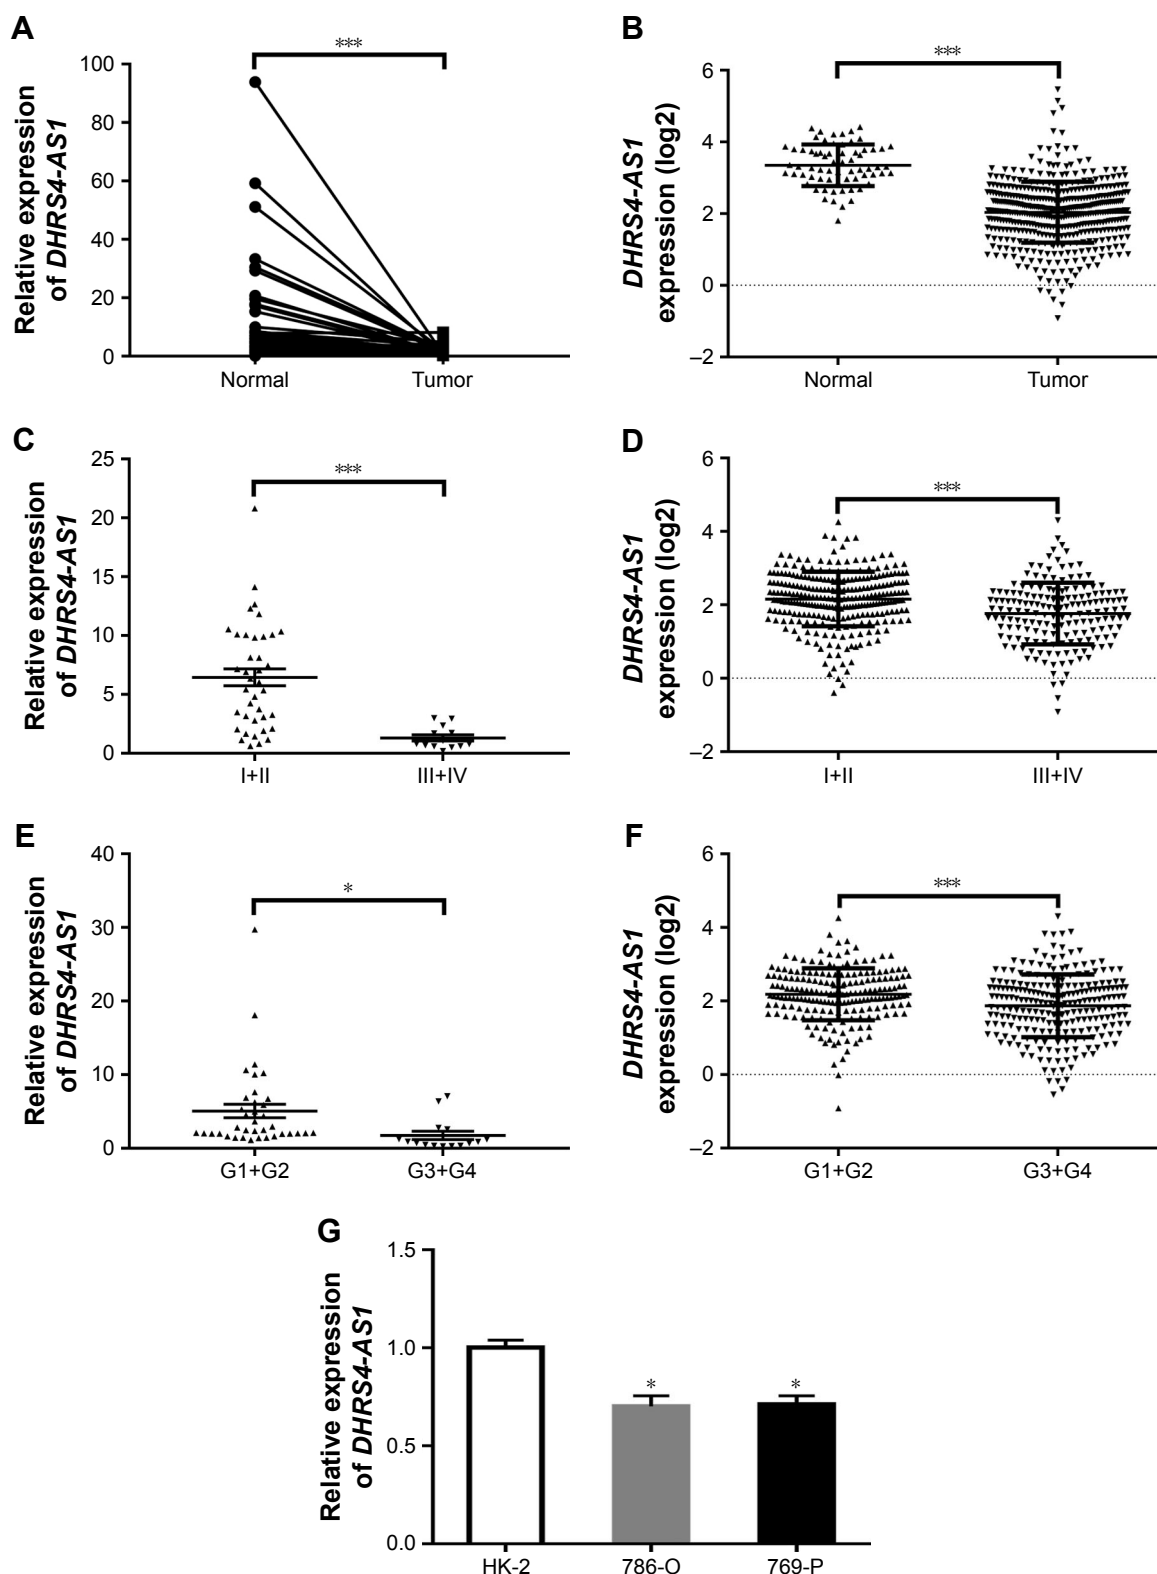 A
Relative expression
of DHRS4-AS1
***
100
80
60
40
20
0
Normal
Tumor
B
DHRS4-AS1
expression (log2)
***
6
4
2
0
–2
Normal
Tumor
C
Relative expression
of DHRS4-AS1
***
25
20
15
10
5
0
I+II
III+IV
D
DHRS4-AS1
expression (log2)
***
6
4
2
0
–2
I+II
III+IV
E
Relative expression
of DHRS4-AS1
*
40
30
20
10
0
G1+G2
G3+G4
F
DHRS4-AS1
expression (log2)
***
6
4
2
0
–2
G1+G2
G3+G4
G
Relative expression
of DHRS4-AS1
1.5
1.0
0.5
0.0
*
*
HK-2
786-O
769-P